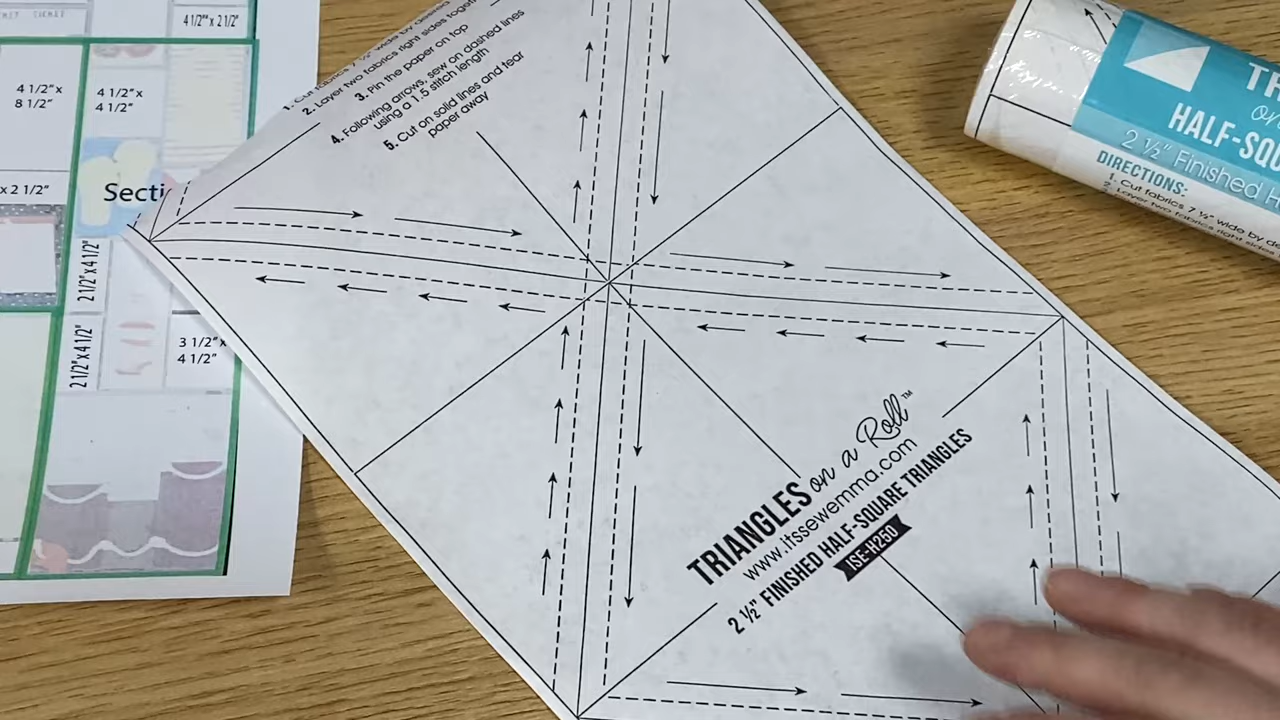 4 1/2" x 2 1/2"
4 1/2" x
8 1/2"
4 1/2" x
4 1/2"
x 2 1/2"
2 1/2" x 4 1/2"
2 1/2" x 4 1/2"
3 1/2" x
4 1/2"
2. Layer two fabrics right sides
3. Pin the paper on top
4. Following arrows, sew on dashed lines
using a 1.5 stitch length
5. Cut on solid lines and tear
paper away
TRIANGLES on a Roll™
www.itssewemma.com
2 ½" FINISHED HALF-SQUARE TRIANGLES
ISE-H250
HALF-SQ
2 ½" Finished H
DIRECTIONS:
1. Cut fabrics 7 ½" wide by
2. Layer two fabrics right sides